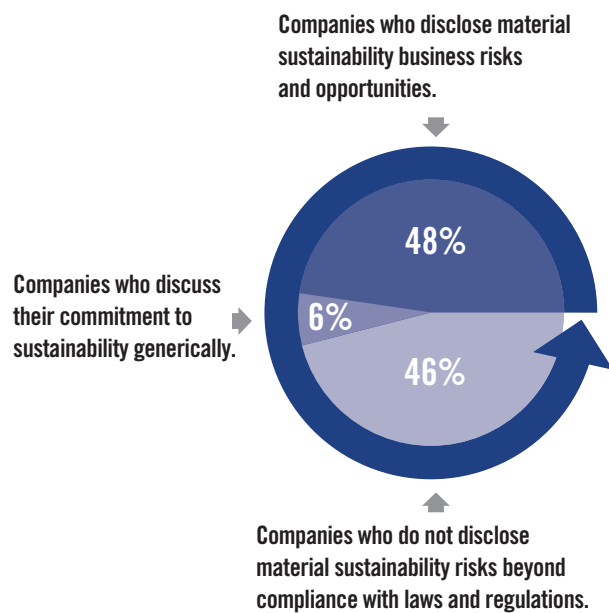 Companies who disclose material
sustainability business risks
and opportunities.
48%
Companies who discuss
their commitment to
sustainability generically.
6%
46%
Companies who do not disclose
material sustainability risks beyond
compliance with laws and regulations.